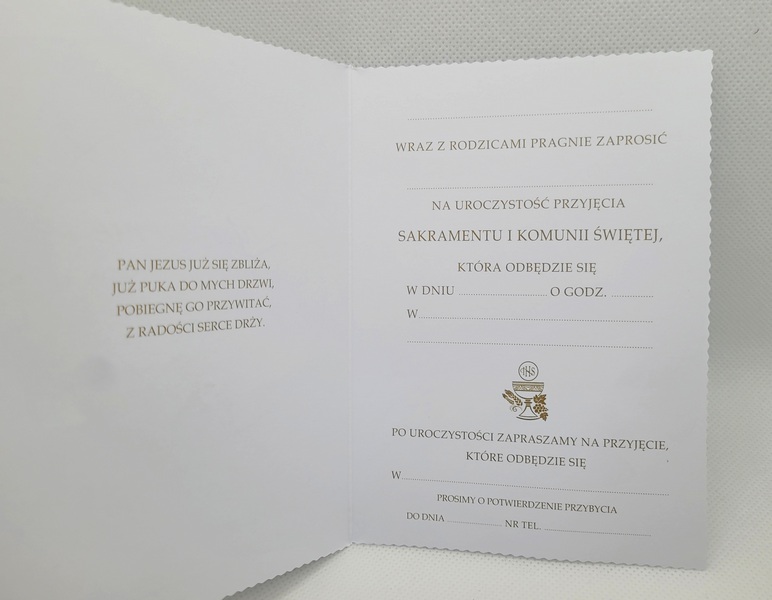 PAN JEZUS JUŻ SIĘ ZBLIŻA,
JUŻ PUKA DO MYCH DRZWI,
POBIEGNĘ GO PRZYWITAĆ,
Z RADOŚCI SERCE DRŻY.
WRAZ Z RODZICAMI PRAGNIE ZAPROSIĆ
NA UROCZYSTOŚĆ PRZYJĘCIA
SAKRAMENTU I KOMUNII ŚWIĘTEJ,
KTÓRA ODBĘDZIE SIĘ
W DNIU ........................ O GODZ. ............
W................................................
IHS
PO UROCZYSTOŚCI ZAPRASZAMY NA PRZYJĘCIE,
KTÓRE ODBĘDZIE SIĘ
W................................................
PROSIMY O POTWIERDZENIE PRZYBYCIA
DO DNIA .................. NR TEL. ..............................